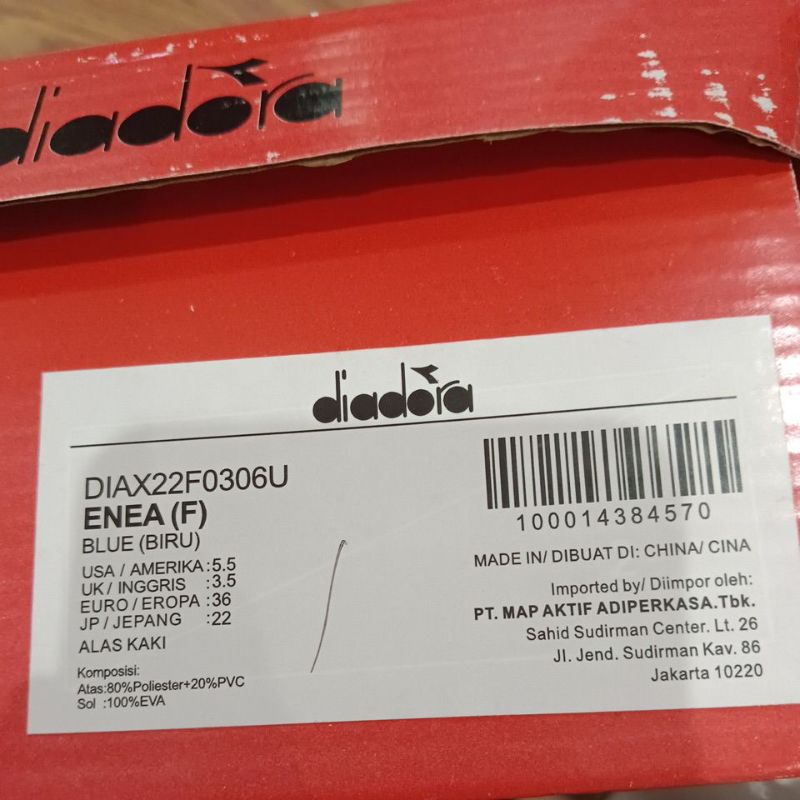 diadora
diadora
DIAX22F0306U
ENEA (F)
BLUE (BIRU)
USA / AMERIKA :5.5
UK / INGGRIS :3.5
EURO / EROPA :36
JP / JEPANG :22
ALAS KAKI
Komposisi:
Atas:80%Poliester+20%PVC
Sol :100%EVA
100014384570
MADE IN/ DIBUAT DI: CHINA/ CINA
Imported by/ Diimpor oleh:
PT. MAP AKTIF ADIPERKASA.Tbk.
Sahid Sudirman Center. Lt. 26
Jl. Jend. Sudirman Kav. 86
Jakarta 10220